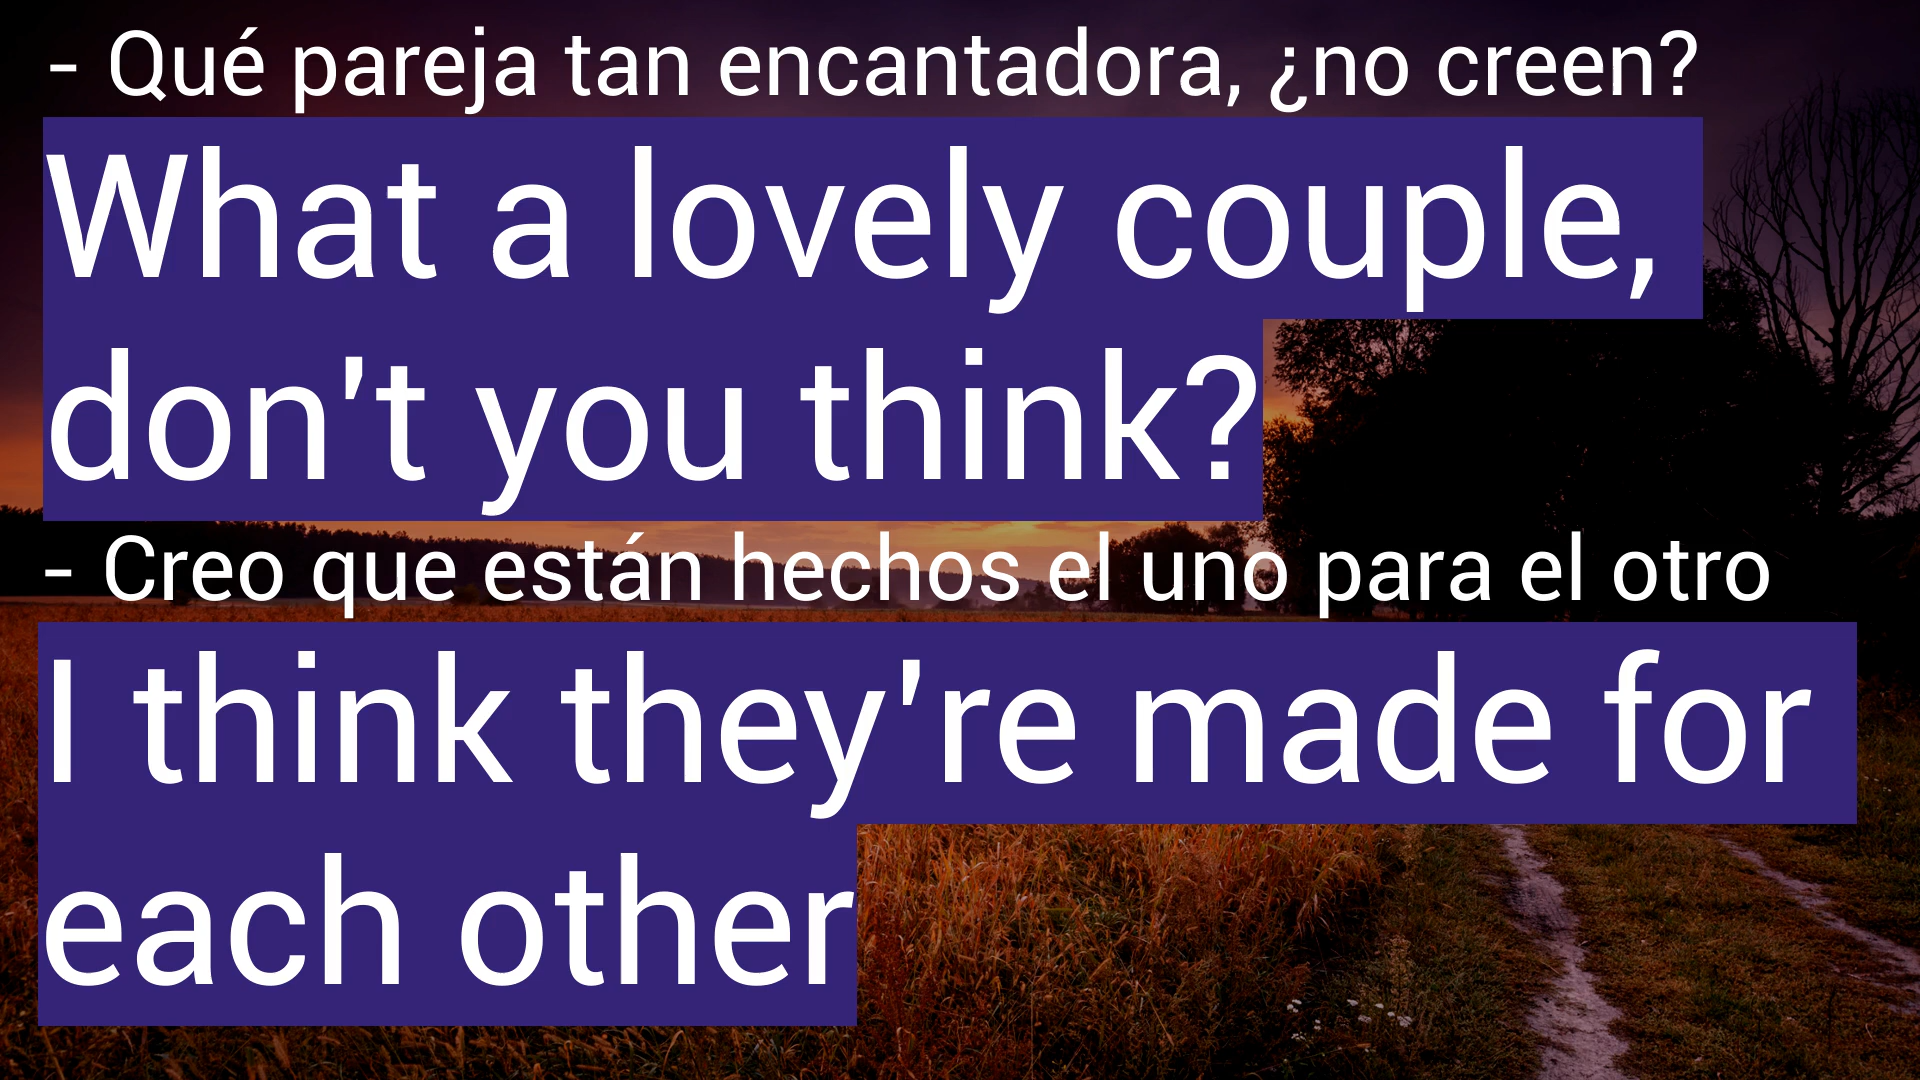 - Qué pareja tan encantadora, ¿no creen?
What a lovely couple,
don't you think?
- Creo que están hechos el uno para el otro
I think they're made for
each other